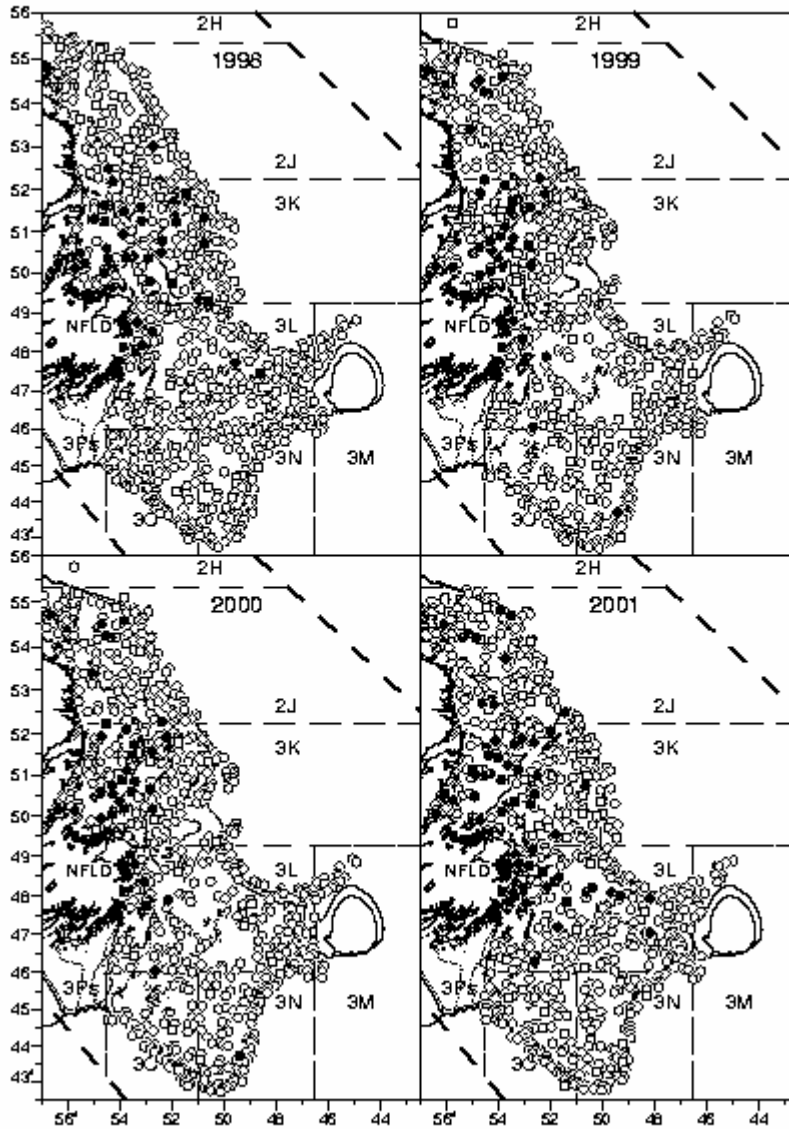 56
55
54
53
52
51
50
49
48
47
46
45
44
43
2H
1998
2J
3K
NFLD
3L
3Ps
3N
3M
3O
2H
1999
2J
3K
NFLD
3L
3Ps
3N
3M
3O
56
55
54
53
52
51
50
49
48
47
46
45
44
43
2H
2000
2J
3K
NFLD
3L
3Ps
3N
3M
3O
2H
2001
2J
3K
NFLD
3L
3Ps
3N
3M
3O
56 54 52 50 48 46 44
56 54 52 50 48 46 44